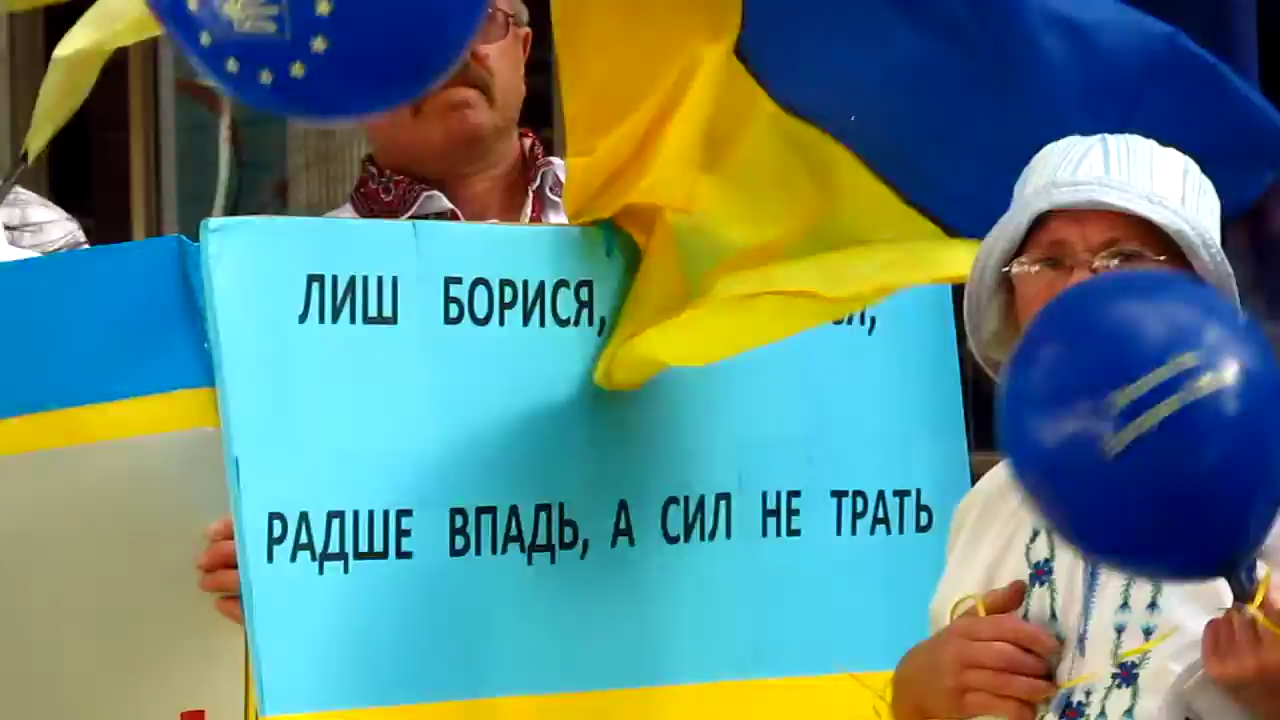 ЛИШ БОРИСЯ,
РАДШЕ ВПАДЬ, А СИЛ НЕ ТРАТЬ